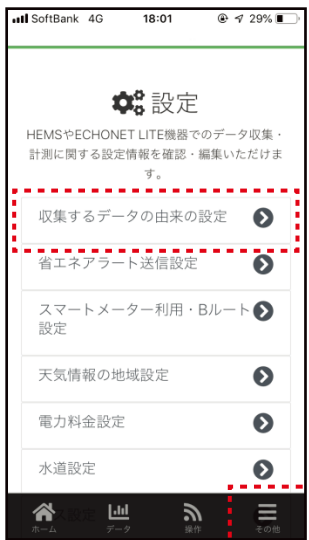 SoftBank 4G 18:01 29%
設定
HEMSやECHONET LITE機器でのデータ収集・
計測に関する設定情報を確認・編集いただけま
す。
収集するデータの由来の設定
省エネアラート送信設定
スマートメーター利用・Bルート
設定
天気情報の地域設定
電力料金設定
水道設定
ガス設定
ホーム データ 操作 その他